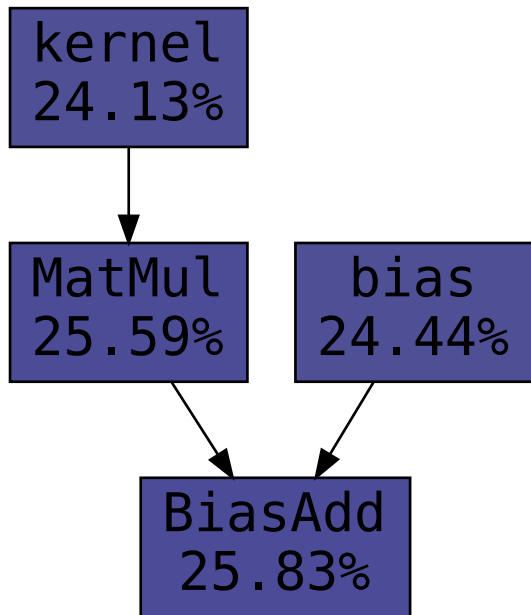 kernel
24.13%
MatMul
25.59%
bias
24.44%
BiasAdd
25.83%